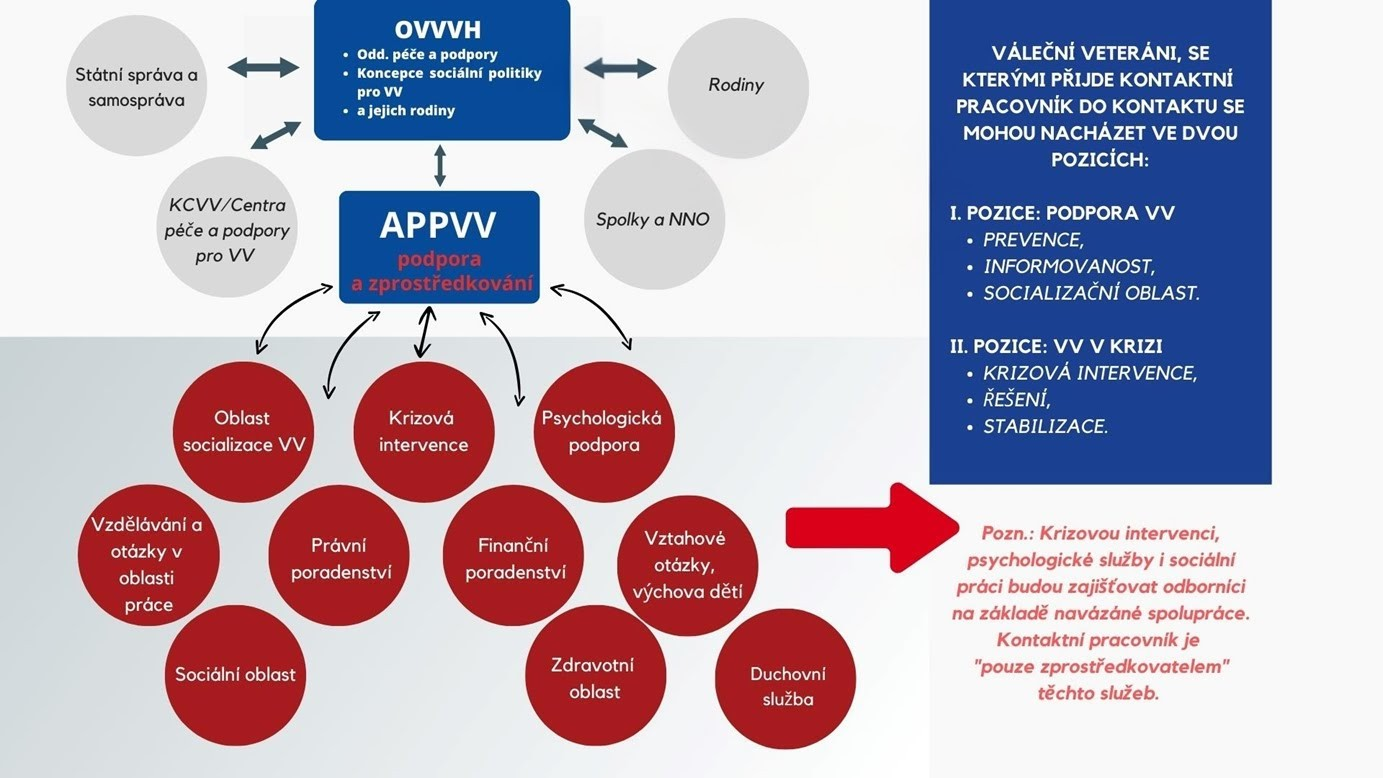 OVVVH
• Odd. péče a podpory
• Koncepce sociální politiky
pro VV
• a jejich rodiny
Státní správa a
samospráva
Rodiny
KCVV/Centra
péče a podpory
pro VV
Spolky a NNO
APPVV
podpora
a zprostředkování
Oblast
socializace VV
Krizová
intervence
Psychologická
podpora
Vzdělávání a
otázky v
oblasti
práce
Právní
poradenství
Finanční
poradenství
Vztahové
otázky,
výchova dětí
Sociální oblast
Zdravotní
oblast
Duchovní
služba
VÁLEČNÍ VETERÁNI, SE
KTERÝMI PŘIJDE KONTAKTNÍ
PRACOVNÍK DO KONTAKTU SE
MOHOU NACHÁZET VE DVOU
POZICÍCH:
I. POZICE: PODPORA VV
• PREVENCE,
• INFORMOVANOST,
• SOCIALIZAČNÍ OBLAST.
II. POZICE: VV V KRIZI
• KRIZOVÁ INTERVENCE,
• ŘEŠENÍ,
• STABILIZACE.
Pozn.: Krizovou intervenci,
psychologické služby i sociální
práci budou zajišťovat odborníci
na základě navázáné spolupráce.
Kontaktní pracovník je
"pouze zprostředkovatelem"
těchto služeb.